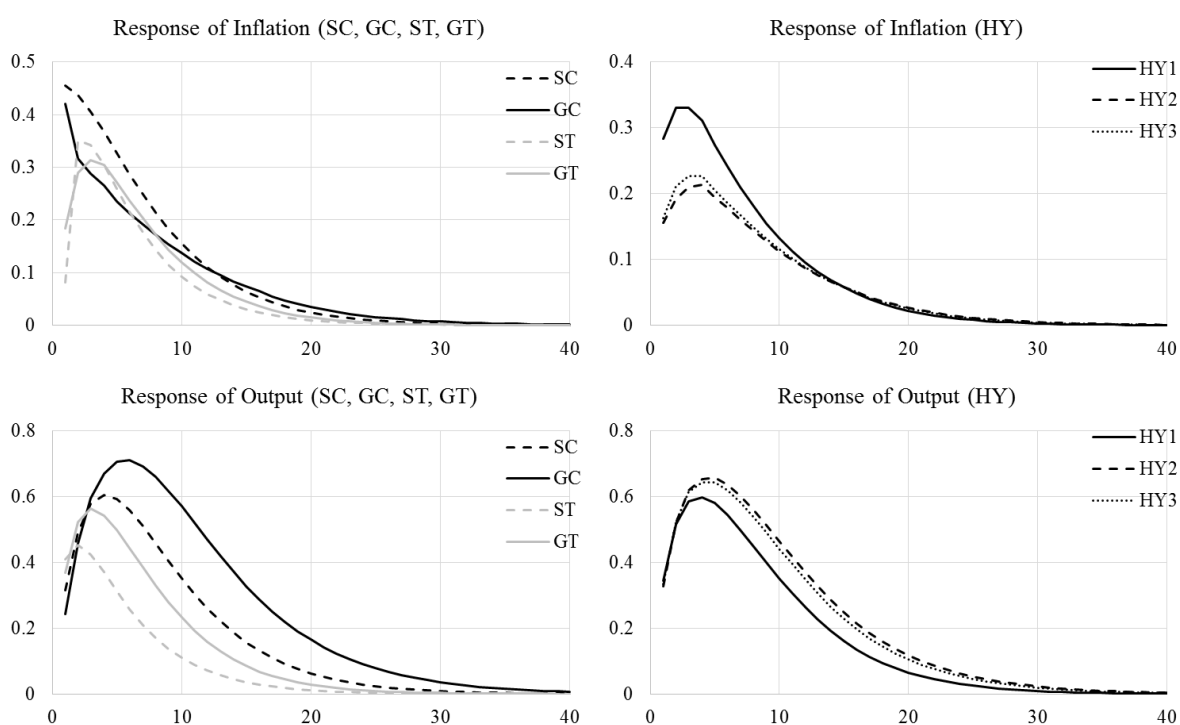 Response of Inflation (SC, GC, ST, GT)
0.5
0.4
0.3
0.2
0.1
0
0 10 20 30 40
SC
GC
ST
GT
Response of Inflation (HY)
0.4
0.3
0.2
0.1
0
0 10 20 30 40
HY1
HY2
HY3
Response of Output (SC, GC, ST, GT)
0.8
0.6
0.4
0.2
0
0 10 20 30 40
SC
GC
ST
GT
Response of Output (HY)
0.8
0.6
0.4
0.2
0
0 10 20 30 40
HY1
HY2
HY3